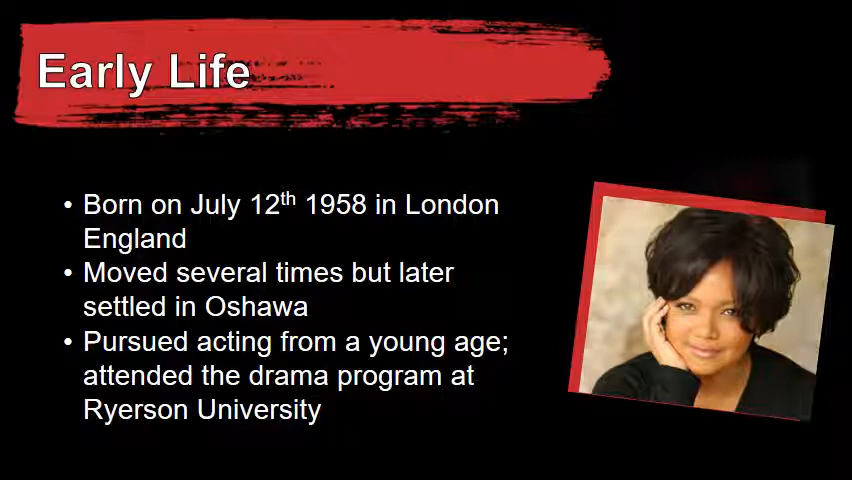 Early Life
• Born on July 12th 1958 in London
England
• Moved several times but later
settled in Oshawa
• Pursued acting from a young age;
attended the drama program at
Ryerson University